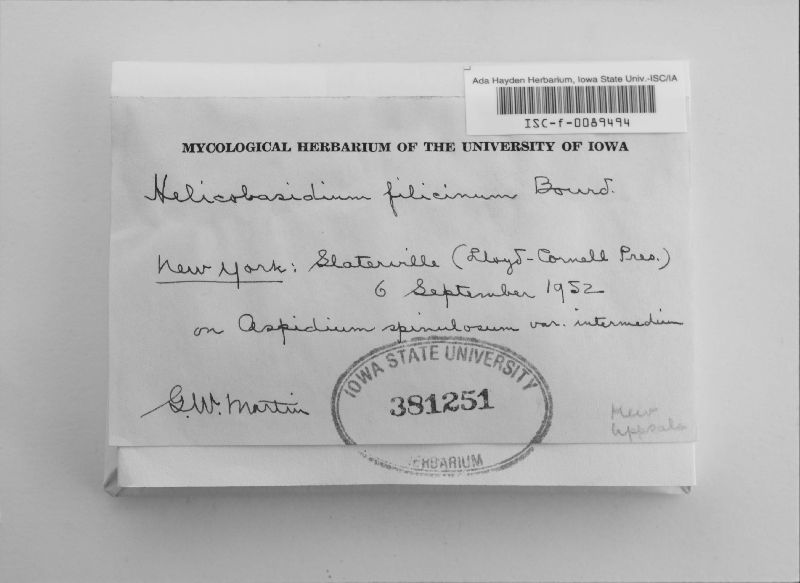 Ada Hayden Herbarium, Iowa State Univ.-ISC/IA
ISC-f-0089494
MYCOLOGICAL HERBARIUM OF THE UNIVERSITY OF IOWA
Helicobasidium filicinum Bourd.
New York: Slaterville (Lloyd-Cornell Pres.)
6 September 1952
on Aspidium spinulosum var. intermedium
G.W. Martin
IOWA STATE UNIVERSITY
381251
HERBARIUM
Uppsala